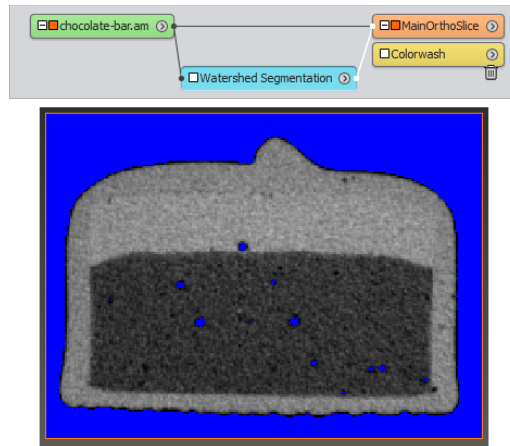 chocolate-bar.am
MainOrthoSlice
Colorwash
Watershed Segmentation